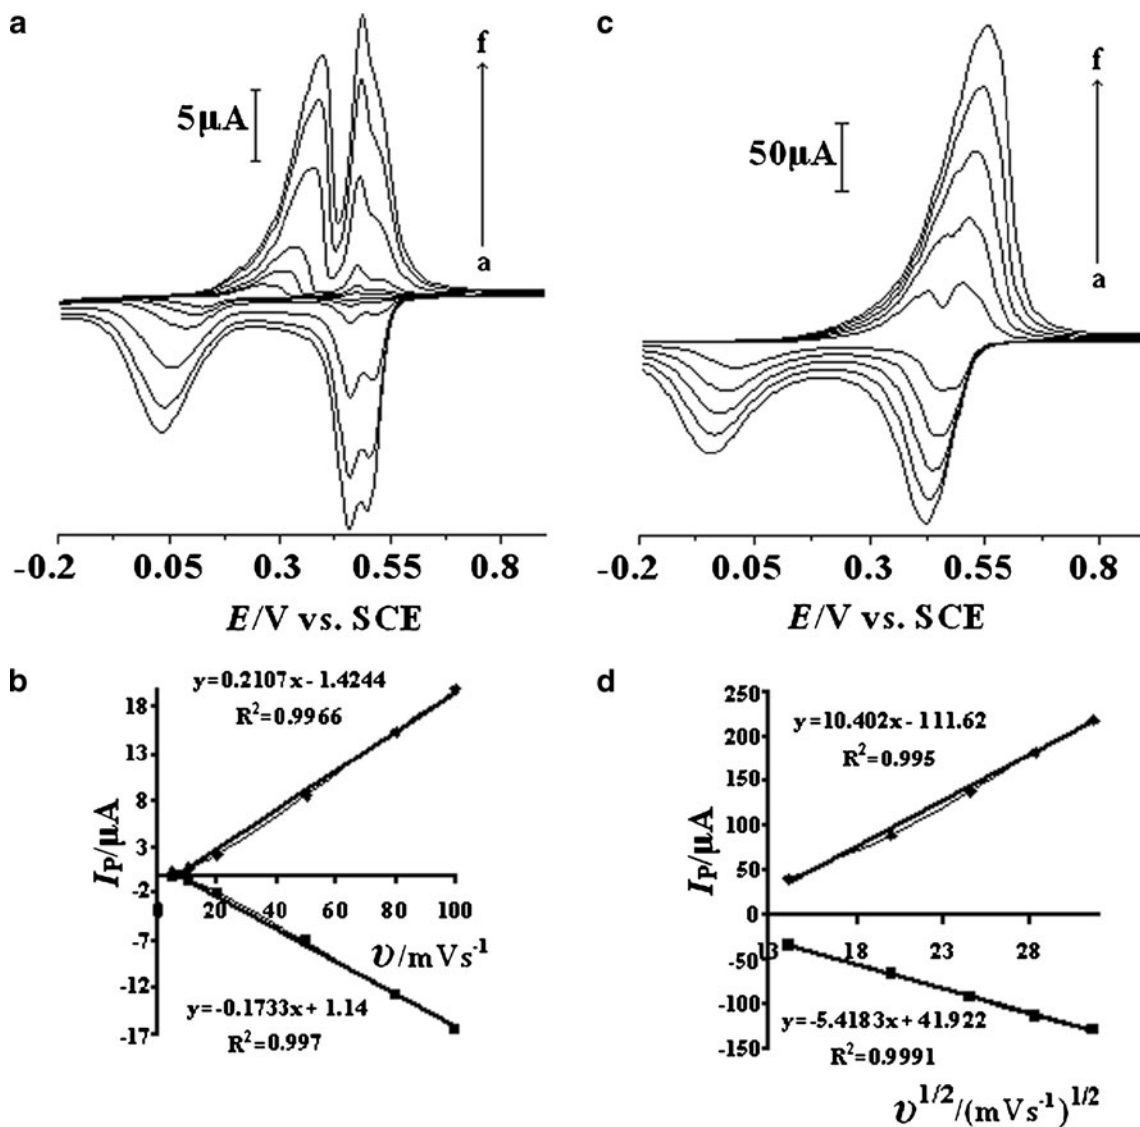 a
f
5μA
a
-0.2 0.05 0.3 0.55 0.8
E/V vs. SCE
c
f
50μA
a
-0.2 0.05 0.3 0.55 0.8
E/V vs. SCE
b
y=0.2107x - 1.4244
R²=0.9966
18
13
8
3
-2
-7
-12
-17
IP/μA
0 20 40 60 80 100
υ/mVs⁻¹
y=-0.1733x+ 1.14
R²=0.997
d
y=10.402x - 111.62
R²=0.995
250
200
150
100
50
0
-50
-100
-150
IP/μA
13 18 23 28
y=-5.4183x+ 41.922
R²=0.9991
υ^1/2/(mVs⁻¹)^1/2